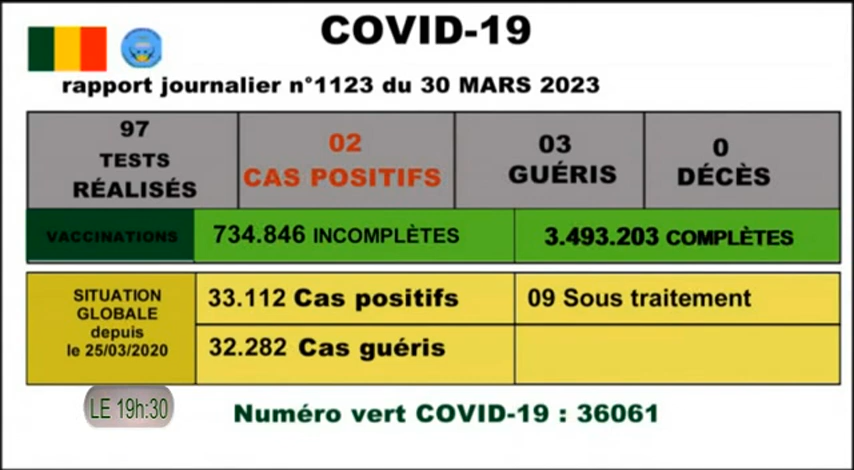 COVID-19
rapport journalier n°1123 du 30 MARS 2023
97
TESTS
RÉALISÉS
02
CAS POSITIFS
03
GUÉRIS
0
DÉCÈS
VACCINATIONS
734.846 INCOMPLÈTES
3.493.203 COMPLÈTES
SITUATION
GLOBALE
depuis
le 25/03/2020
33.112 Cas positifs
09 Sous traitement
32.282 Cas guéris
LE 19h:30
Numéro vert COVID-19 : 36061